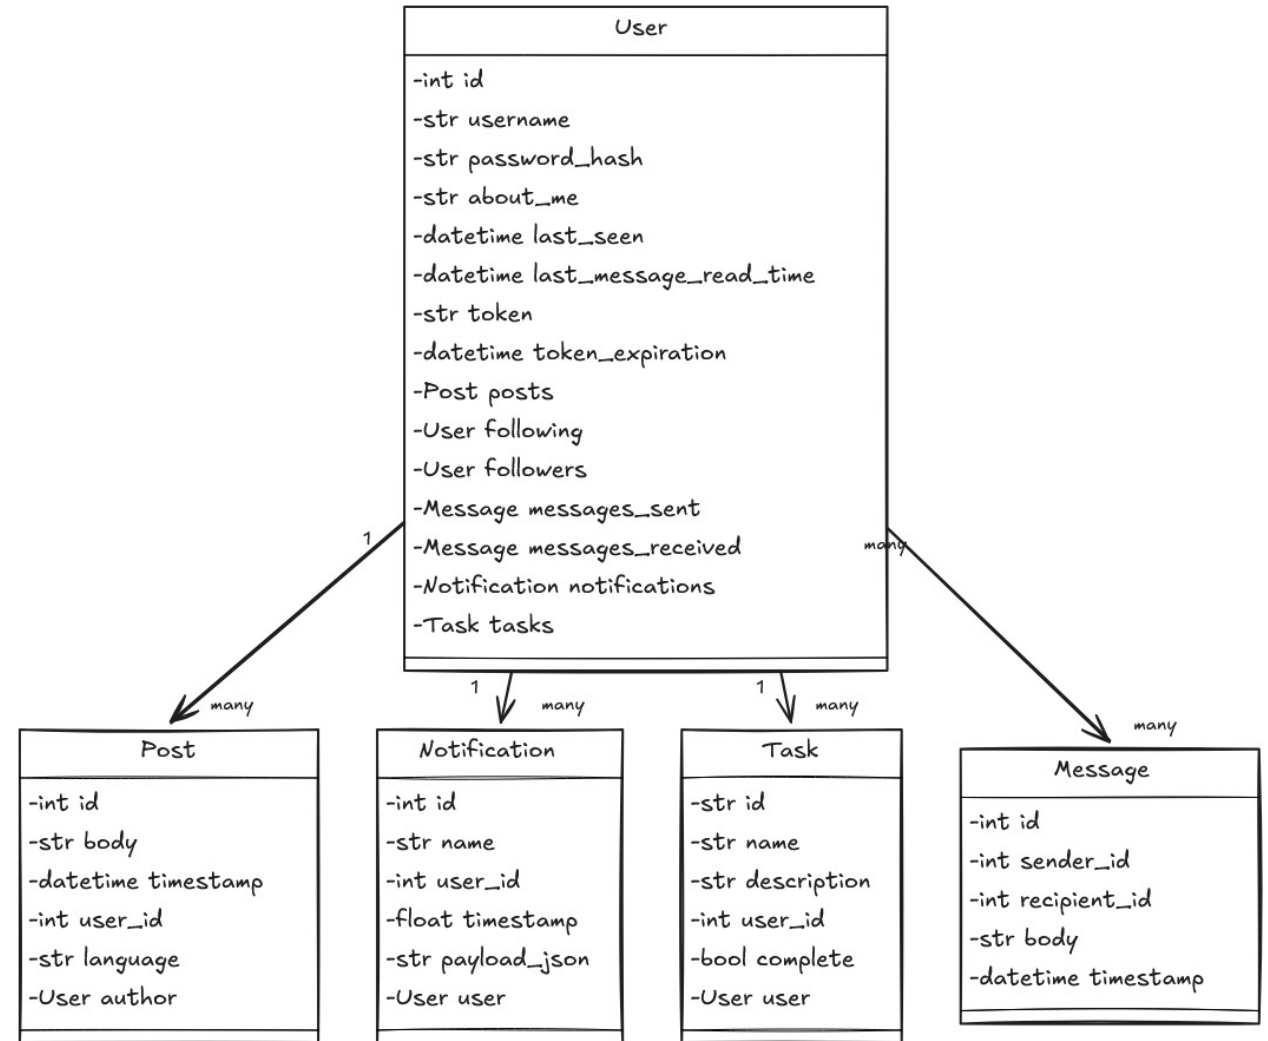 User
-int id
-str username
-str password_hash
-str about_me
-datetime last_seen
-datetime last_message_read_time
-str token
-datetime token_expiration
-Post posts
-User following
-User followers
-Message messages_sent
-Message messages_received
-Notification notifications
-Task tasks
1
many
1
many
1
many
many
many
Post
-int id
-str body
-datetime timestamp
-int user_id
-str language
-User author
Notification
-int id
-str name
-int user_id
-float timestamp
-str payload_json
-User user
Task
-str id
-str name
-str description
-int user_id
-bool complete
-User user
Message
-int id
-int sender_id
-int recipient_id
-str body
-datetime timestamp